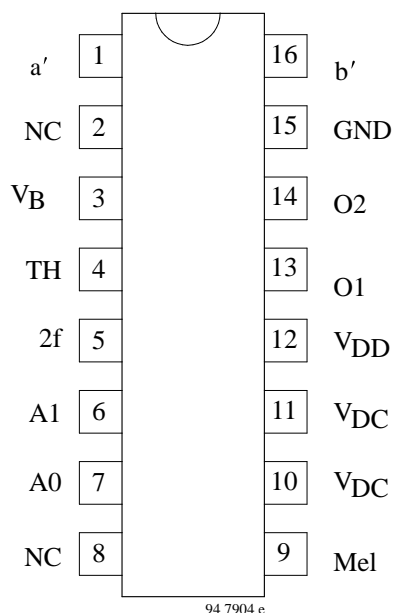 a′ 1 16 b′
NC 2 15 GND
VB 3 14 O2
TH 4 13 O1
2f 5 12 VDD
A1 6 11 VDC
A0 7 10 VDC
NC 8 9 Mel
94 7904 e